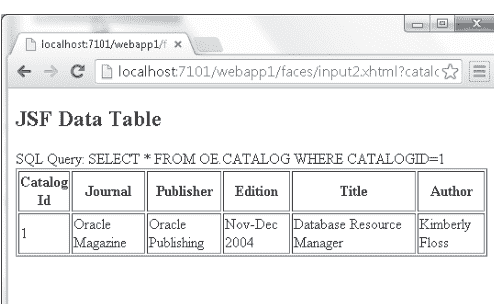 localhost:7101/webapp1/f
localhost:7101/webapp1/faces/input2.xhtml?catalc
JSF Data Table
SQL Query: SELECT * FROM OE.CATALOG WHERE CATALOGID=1
Catalog Id Journal Publisher Edition Title Author
1 Oracle Magazine Oracle Publishing Nov-Dec 2004 Database Resource Manager Kimberly Floss